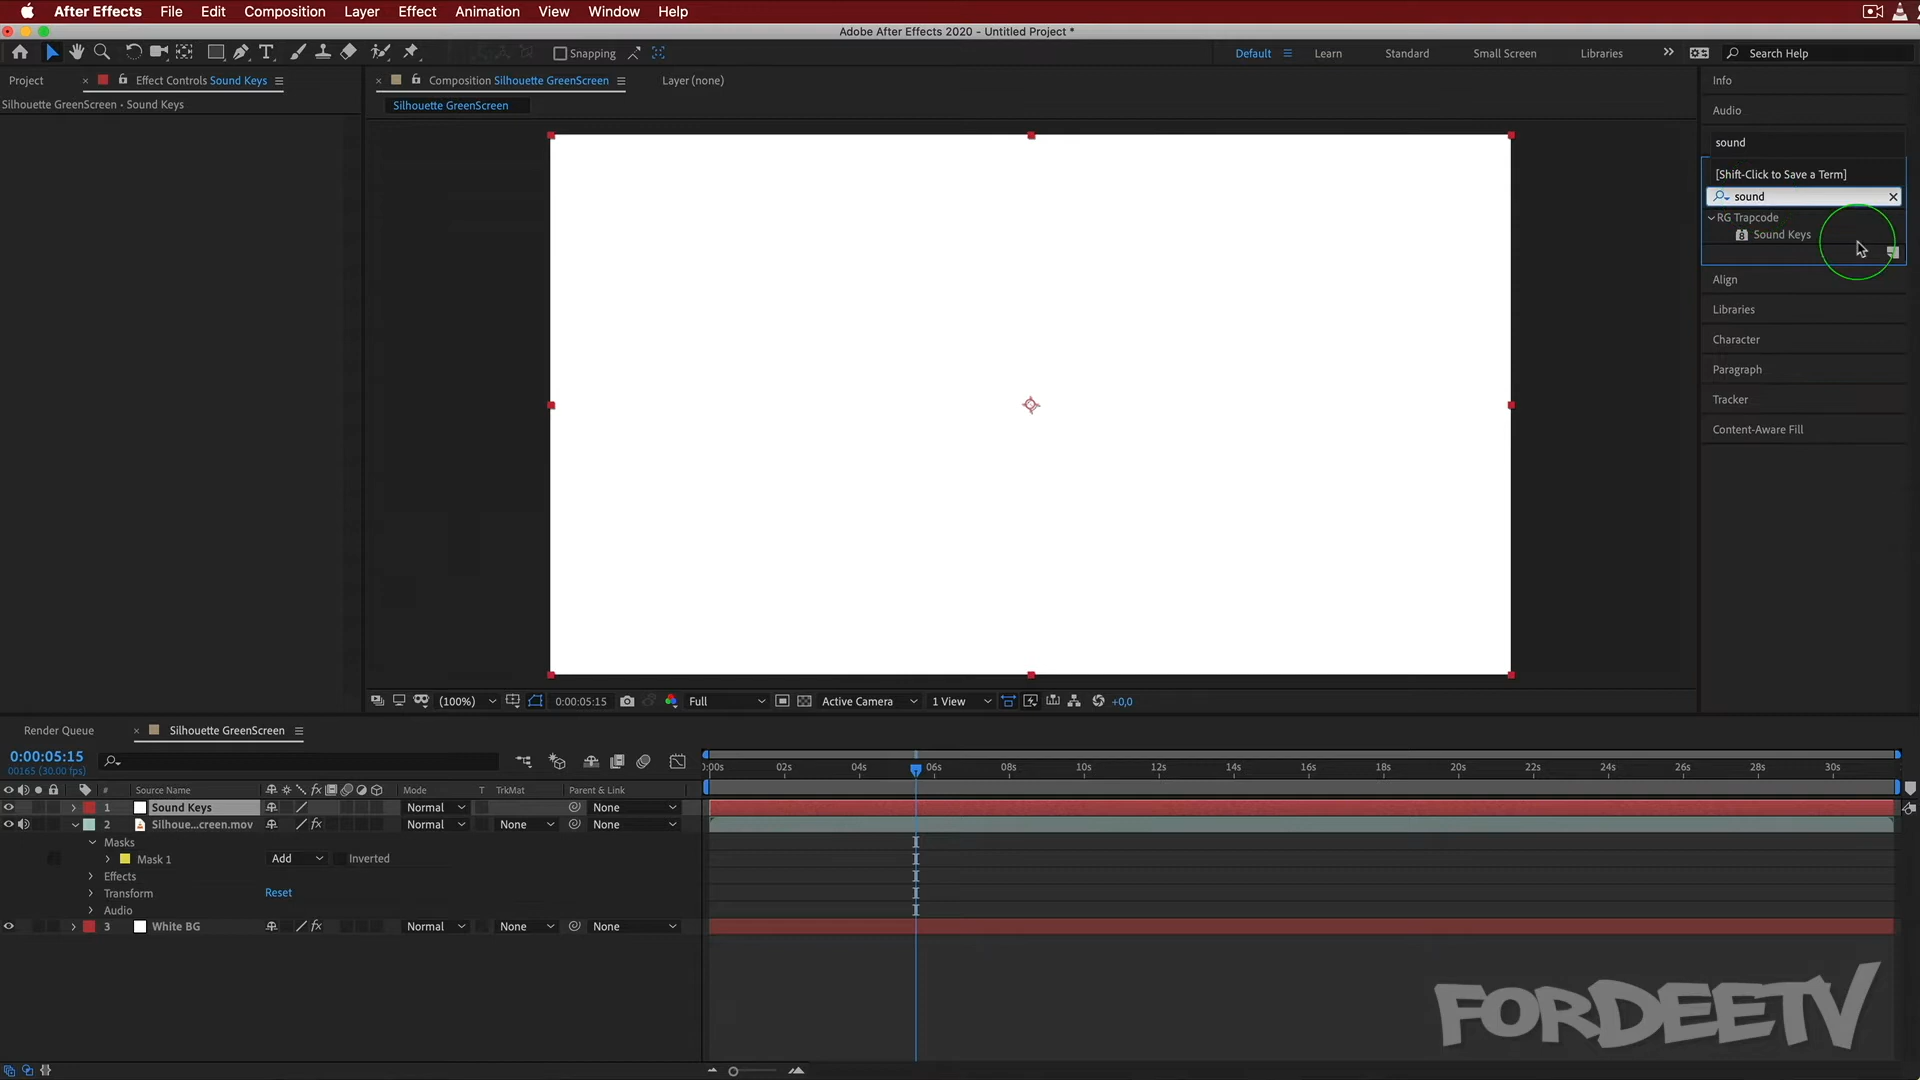 After Effects File Edit Composition Layer Effect Animation View Window Help
Adobe After Effects 2020 - Untitled Project *
Snapping
Default Learn Standard Small Screen Libraries Search Help
Project Effect Controls Sound Keys
Silhouette GreenScreen • Sound Keys
Composition Silhouette GreenScreen Layer (none)
Silhouette GreenScreen
Info
Audio
sound
[Shift-Click to Save a Term]
sound
RG Trapcode
Sound Keys
Align
Libraries
Character
Paragraph
Tracker
Content-Aware Fill
(100%) 0:00:05:15 Full Active Camera 1 View +0,0
Render Queue Silhouette GreenScreen
0:00:05:15
00165 (30.00 fps)
# Source Name Mode T TrkMat Parent & Link
):00s 02s 04s 06s 08s 10s 12s 14s 16s 18s 20s 22s 24s 26s 28s 30s
1 Sound Keys Normal None
2 Silhoue...creen.mov Normal None None
Masks
Mask 1 Add Inverted
Effects
Transform Reset
Audio
3 White BG Normal None None
FORDEETV